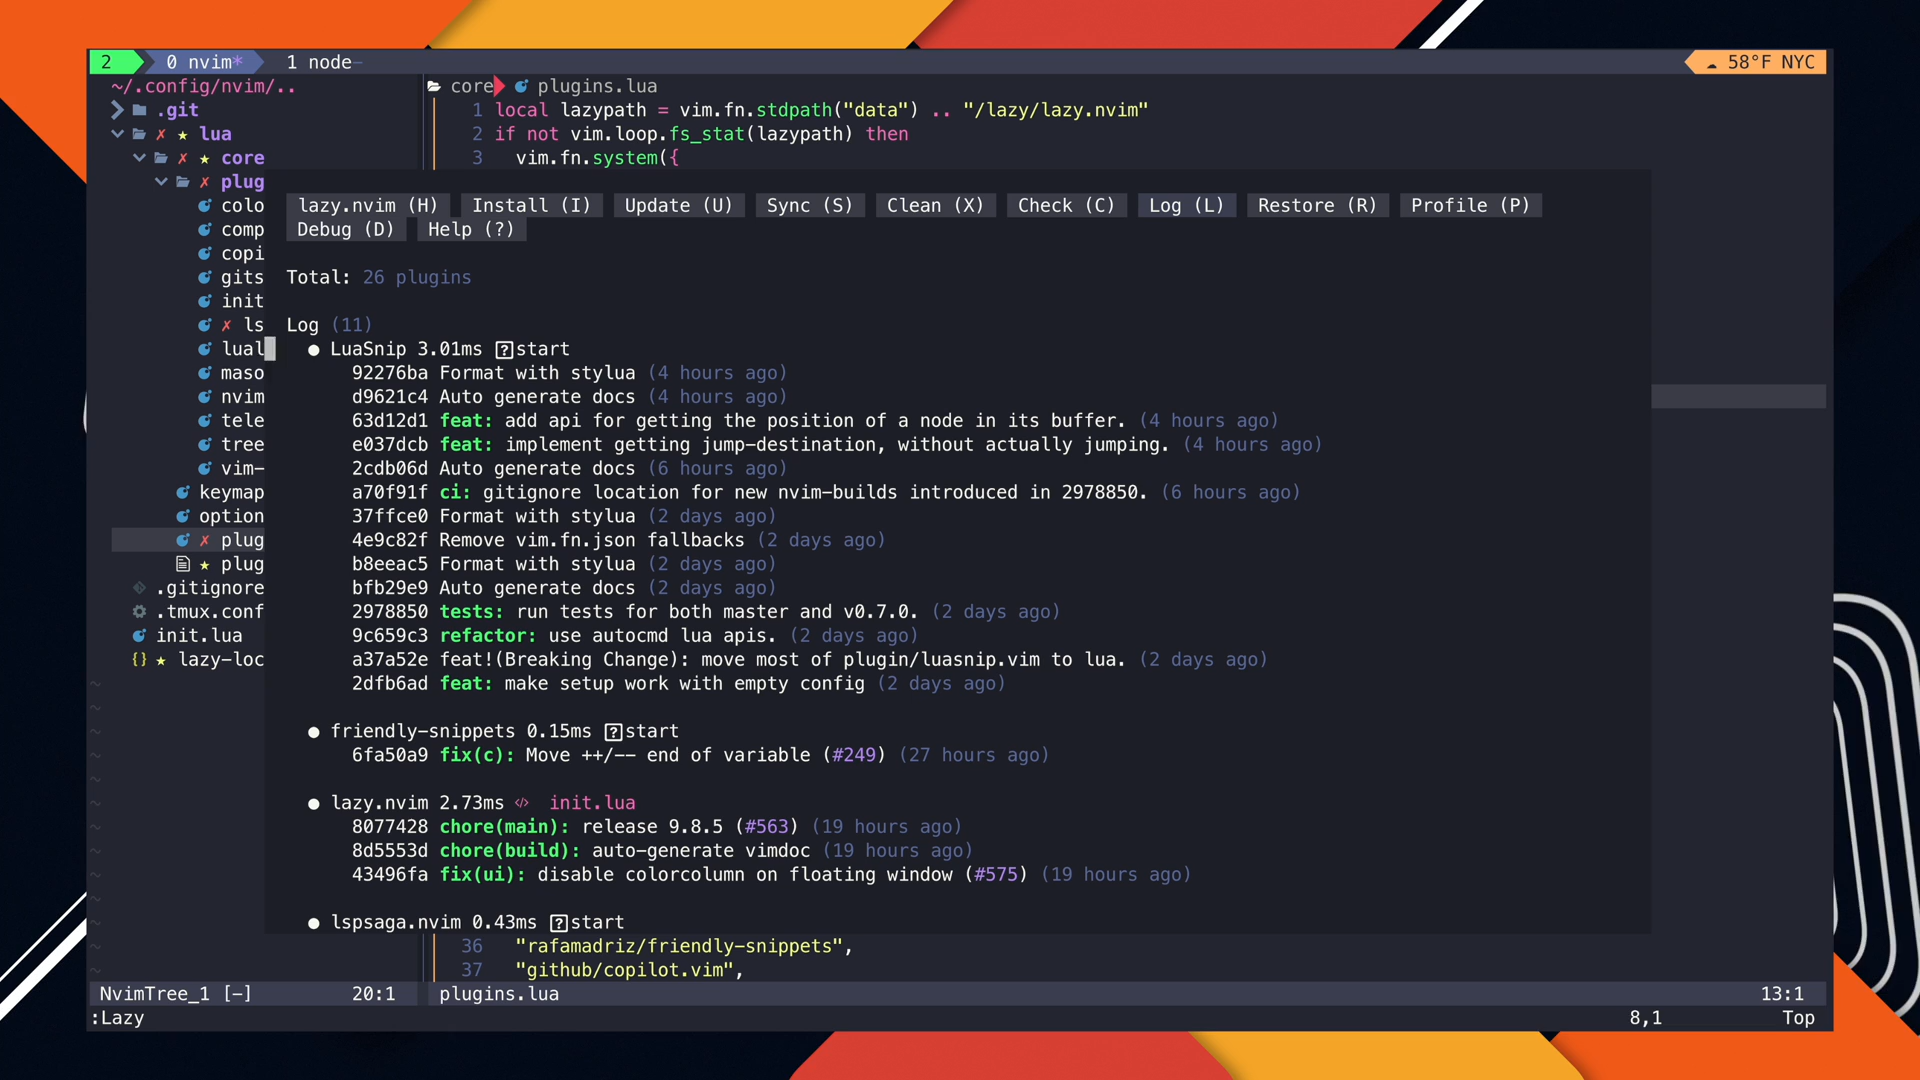 2 0 nvim* 1 node- 58°F NYC
~/.config/nvim/..
core plugins.lua
.git
1 local lazypath = vim.fn.stdpath("data") .. "/lazy/lazy.nvim"
lua
2 if not vim.loop.fs_stat(lazypath) then
core
3 vim.fn.system({
plug
colo
comp
copi
gits
init
ls
lual
maso
nvim
tele
tree
vim-
keymap
option
plug
plug
.gitignore
.tmux.conf
init.lua
{} lazy-loc
lazy.nvim (H) Install (I) Update (U) Sync (S) Clean (X) Check (C) Log (L) Restore (R) Profile (P)
Debug (D) Help (?)
Total: 26 plugins
Log (11)
● LuaSnip 3.01ms ?start
92276ba Format with stylua (4 hours ago)
d9621c4 Auto generate docs (4 hours ago)
63d12d1 feat: add api for getting the position of a node in its buffer. (4 hours ago)
e037dcb feat: implement getting jump-destination, without actually jumping. (4 hours ago)
2cdb06d Auto generate docs (6 hours ago)
a70f91f ci: gitignore location for new nvim-builds introduced in 2978850. (6 hours ago)
37ffce0 Format with stylua (2 days ago)
4e9c82f Remove vim.fn.json fallbacks (2 days ago)
b8eeac5 Format with stylua (2 days ago)
bfb29e9 Auto generate docs (2 days ago)
2978850 tests: run tests for both master and v0.7.0. (2 days ago)
9c659c3 refactor: use autocmd lua apis. (2 days ago)
a37a52e feat!(Breaking Change): move most of plugin/luasnip.vim to lua. (2 days ago)
2dfb6ad feat: make setup work with empty config (2 days ago)
● friendly-snippets 0.15ms ?start
6fa50a9 fix(c): Move ++/-- end of variable (#249) (27 hours ago)
● lazy.nvim 2.73ms </> init.lua
8077428 chore(main): release 9.8.5 (#563) (19 hours ago)
8d5553d chore(build): auto-generate vimdoc (19 hours ago)
43496fa fix(ui): disable colorcolumn on floating window (#575) (19 hours ago)
● lspsaga.nvim 0.43ms ?start
36 "rafamadriz/friendly-snippets",
37 "github/copilot.vim",
NvimTree_1 [-] 20:1 plugins.lua 13:1
:Lazy 8,1 Top